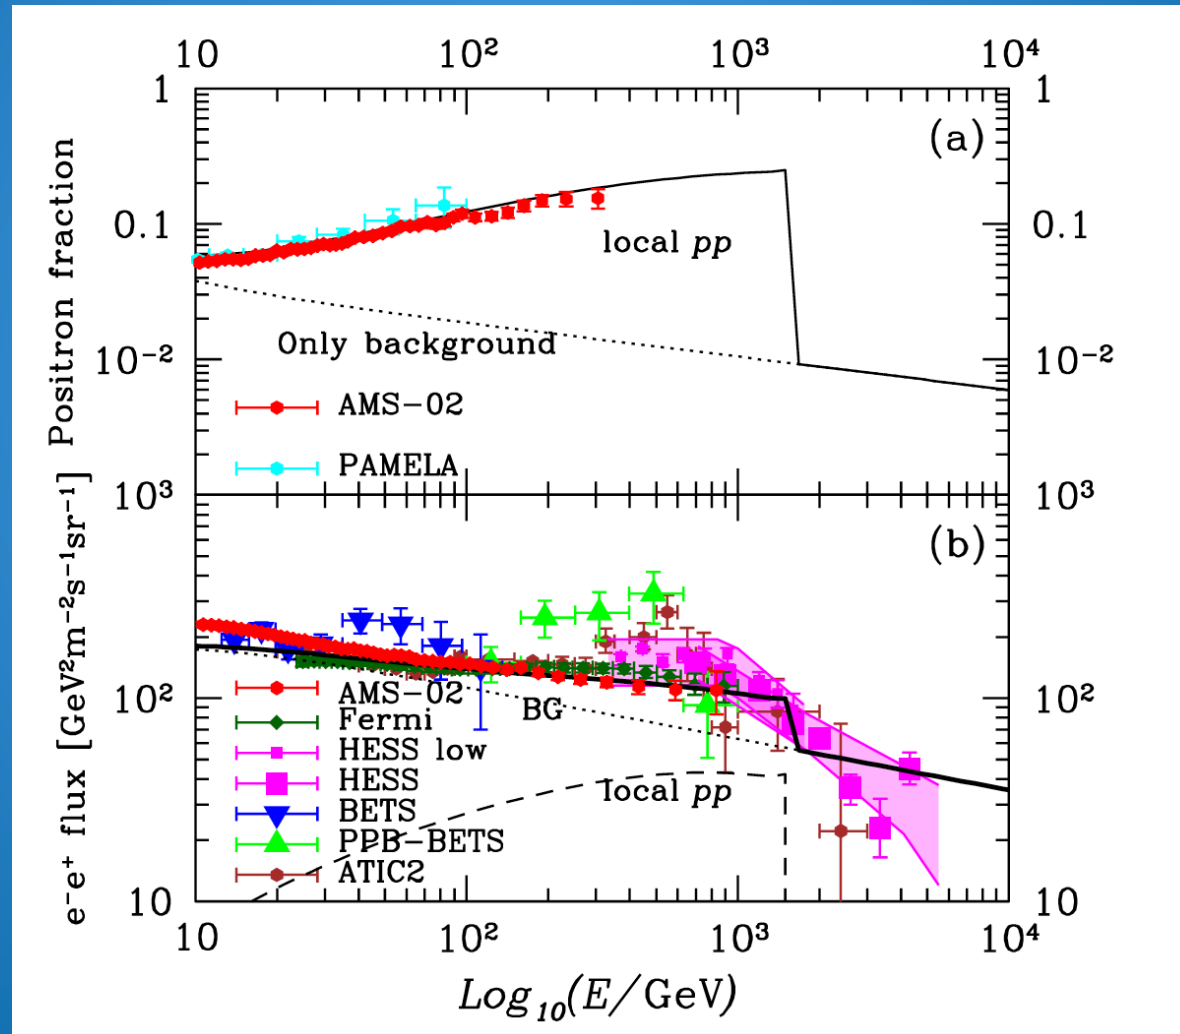 10 10² 10³ 10⁴
1 1
(a)
0.1 0.1
local pp
10⁻² Only background 10⁻²
AMS−02
PAMELA
Positron fraction
10³ 10³
(b)
10² 10²
AMS−02
Fermi
BG
HESS low
HESS
local pp
BETS
PPB−BETS
ATIC2
10 10
e⁻e⁺ flux [GeV²m⁻²s⁻¹sr⁻¹]
10 10² 10³ 10⁴
Log₁₀(E/GeV)